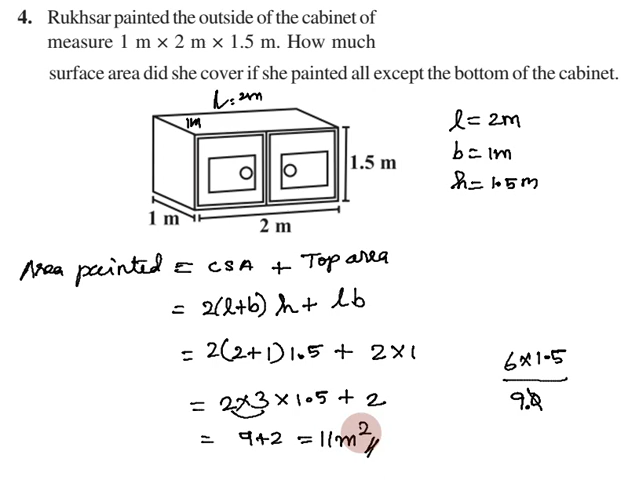 4. Rukhsar painted the outside of the cabinet of
measure 1 m × 2 m × 1.5 m. How much
surface area did she cover if she painted all except the bottom of the cabinet.
L = 2m
1m
1.5 m
1 m
2 m
l = 2m
b = 1m
h = 1.5m
Area painted = CSA + Top area
= 2(l+b) h + lb
= 2(2+1) 1.5 + 2×1
= 2×3 × 1.5 + 2
= 9+2 = 11m²//
6×1.5
9.0